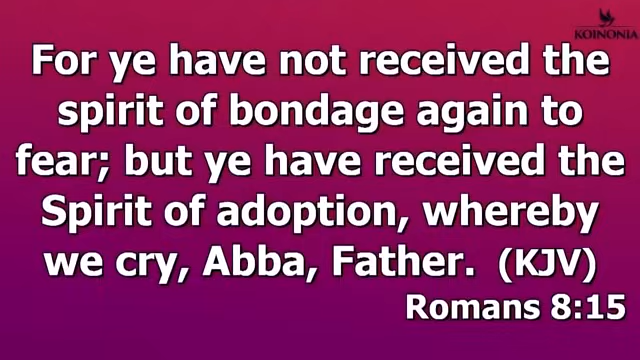 KOINONIA
For ye have not received the
spirit of bondage again to
fear; but ye have received the
Spirit of adoption, whereby
we cry, Abba, Father. (KJV)
Romans 8:15